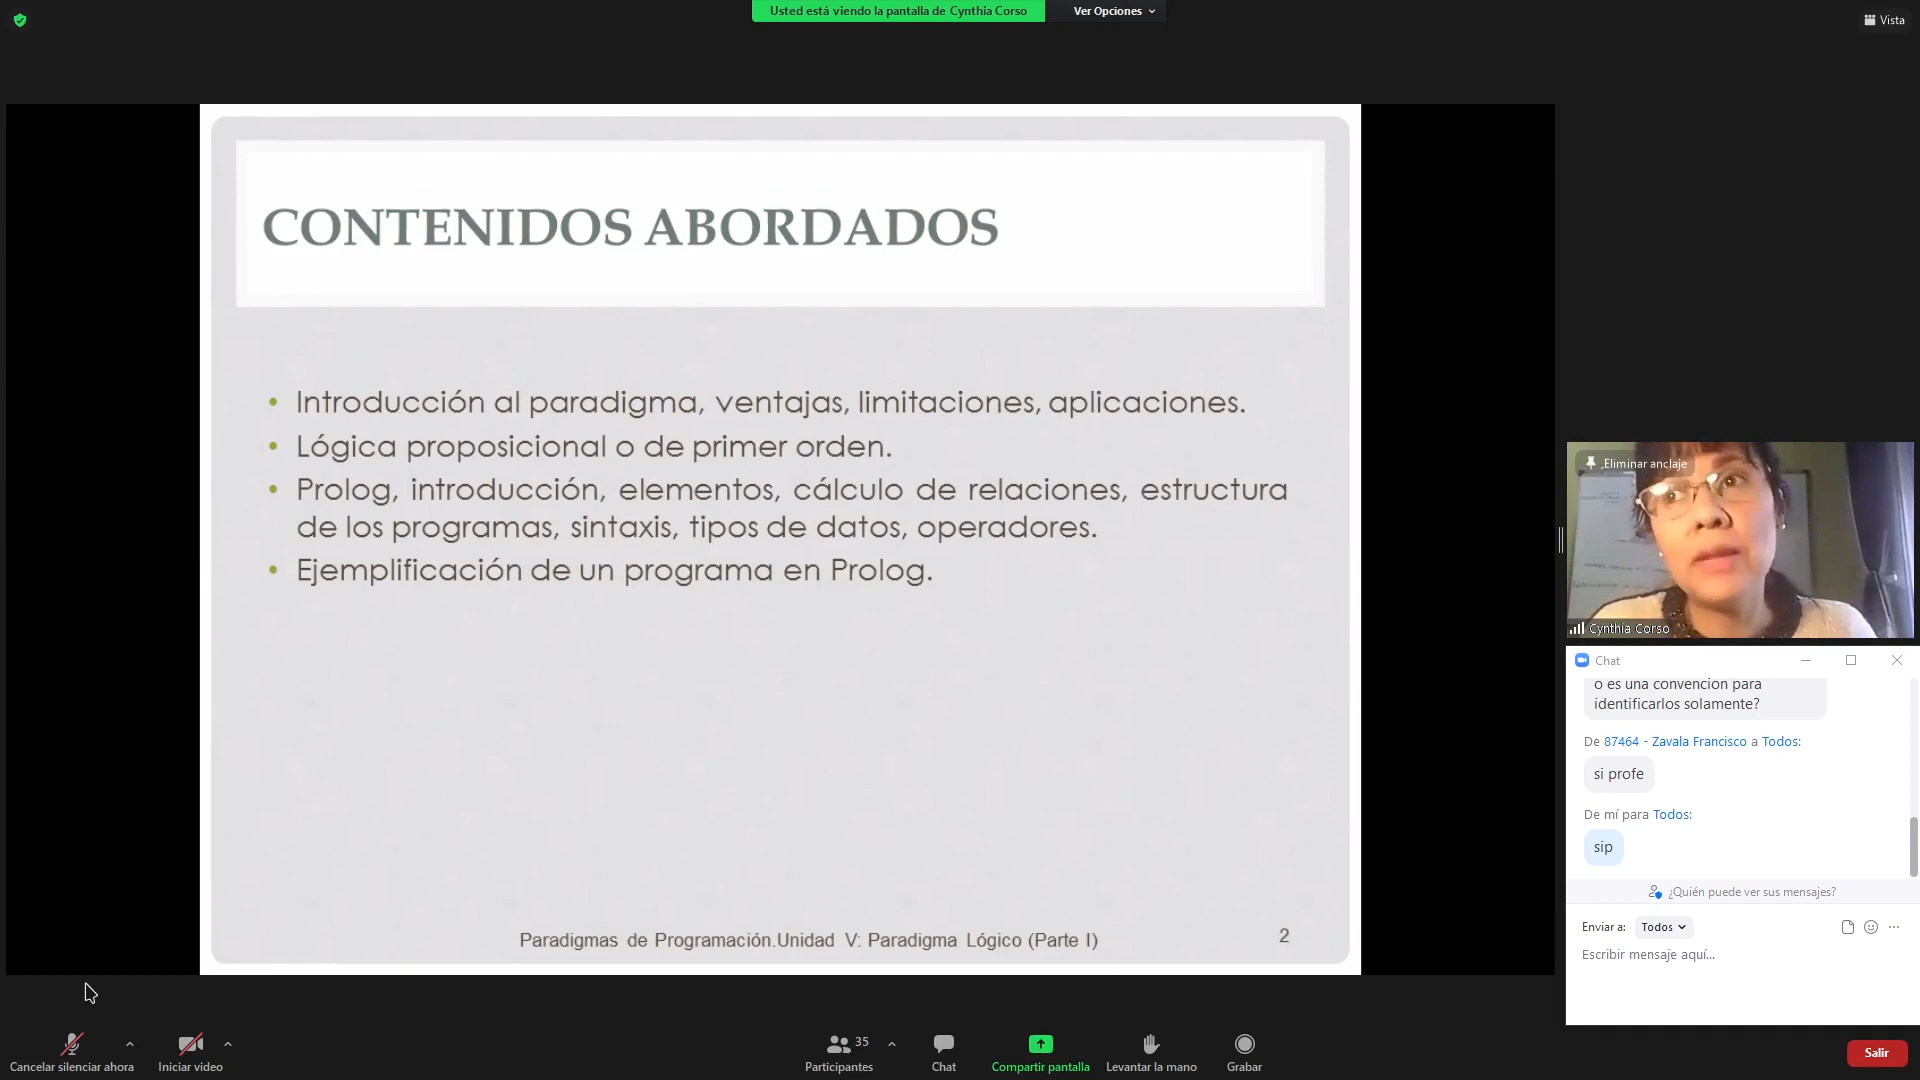 Usted está viendo la pantalla de Cynthia Corso
Ver Opciones
Vista
CONTENIDOS ABORDADOS
• Introducción al paradigma, ventajas, limitaciones, aplicaciones.
• Lógica proposicional o de primer orden.
• Prolog, introducción, elementos, cálculo de relaciones, estructura
de los programas, sintaxis, tipos de datos, operadores.
• Ejemplificación de un programa en Prolog.
Paradigmas de Programación.Unidad V: Paradigma Lógico (Parte I)
2
Eliminar anclaje
Cynthia Corso
Chat
o es una convencion para
identificarlos solamente?
De 87464 - Zavala Francisco a Todos:
si profe
De mí para Todos:
sip
¿Quién puede ver sus mensajes?
Enviar a: Todos
Escribir mensaje aquí...
Cancelar silenciar ahora
Iniciar video
35
Participantes
Chat
Compartir pantalla
Levantar la mano
Grabar
Salir